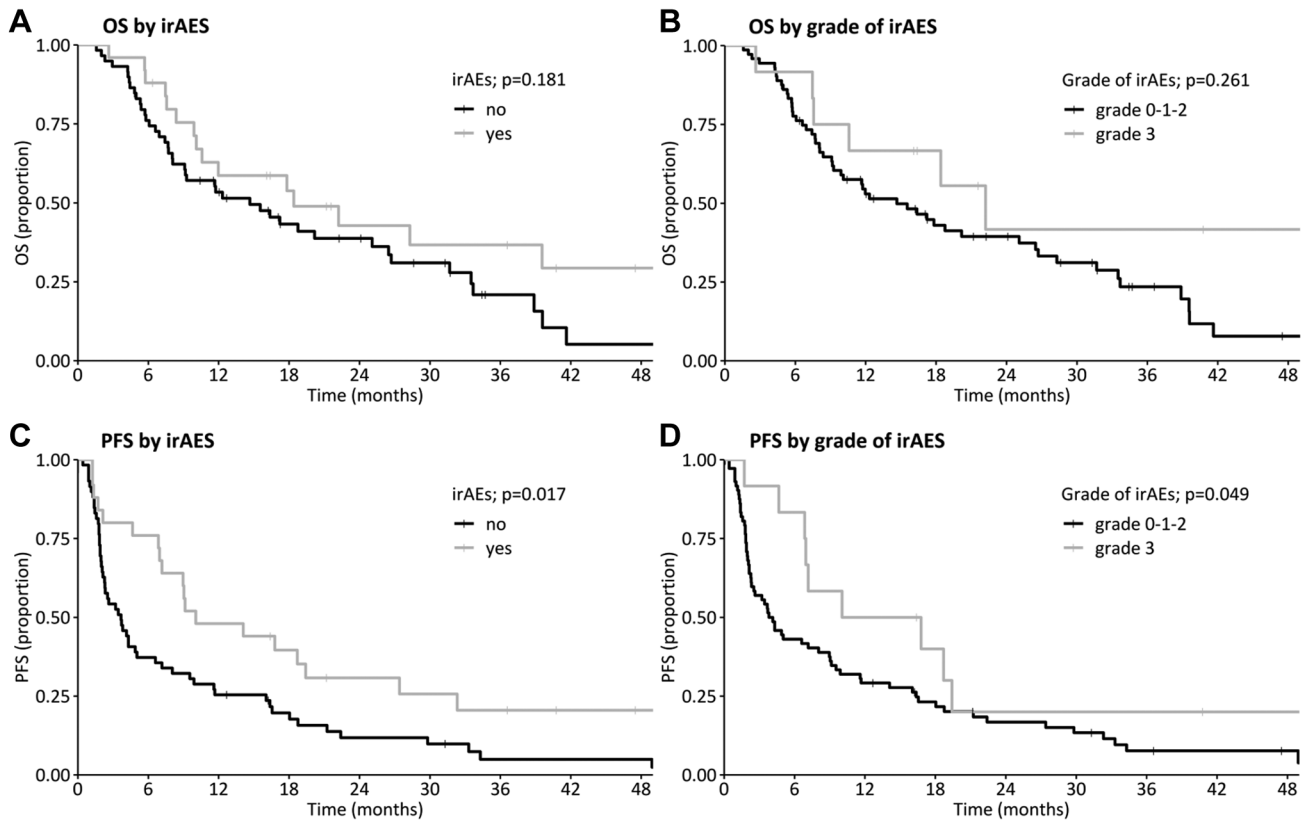 A
OS by irAES
OS (proportion)
1.00
0.75
0.50
0.25
0.00
irAEs; p=0.181
no
yes
0 6 12 18 24 30 36 42 48
Time (months)
B
OS by grade of irAES
OS (proportion)
1.00
0.75
0.50
0.25
0.00
Grade of irAEs; p=0.261
grade 0-1-2
grade 3
0 6 12 18 24 30 36 42 48
Time (months)
C
PFS by irAES
PFS (proportion)
1.00
0.75
0.50
0.25
0.00
irAEs; p=0.017
no
yes
0 6 12 18 24 30 36 42 48
Time (months)
D
PFS by grade of irAES
PFS (proportion)
1.00
0.75
0.50
0.25
0.00
Grade of irAEs; p=0.049
grade 0-1-2
grade 3
0 6 12 18 24 30 36 42 48
Time (months)